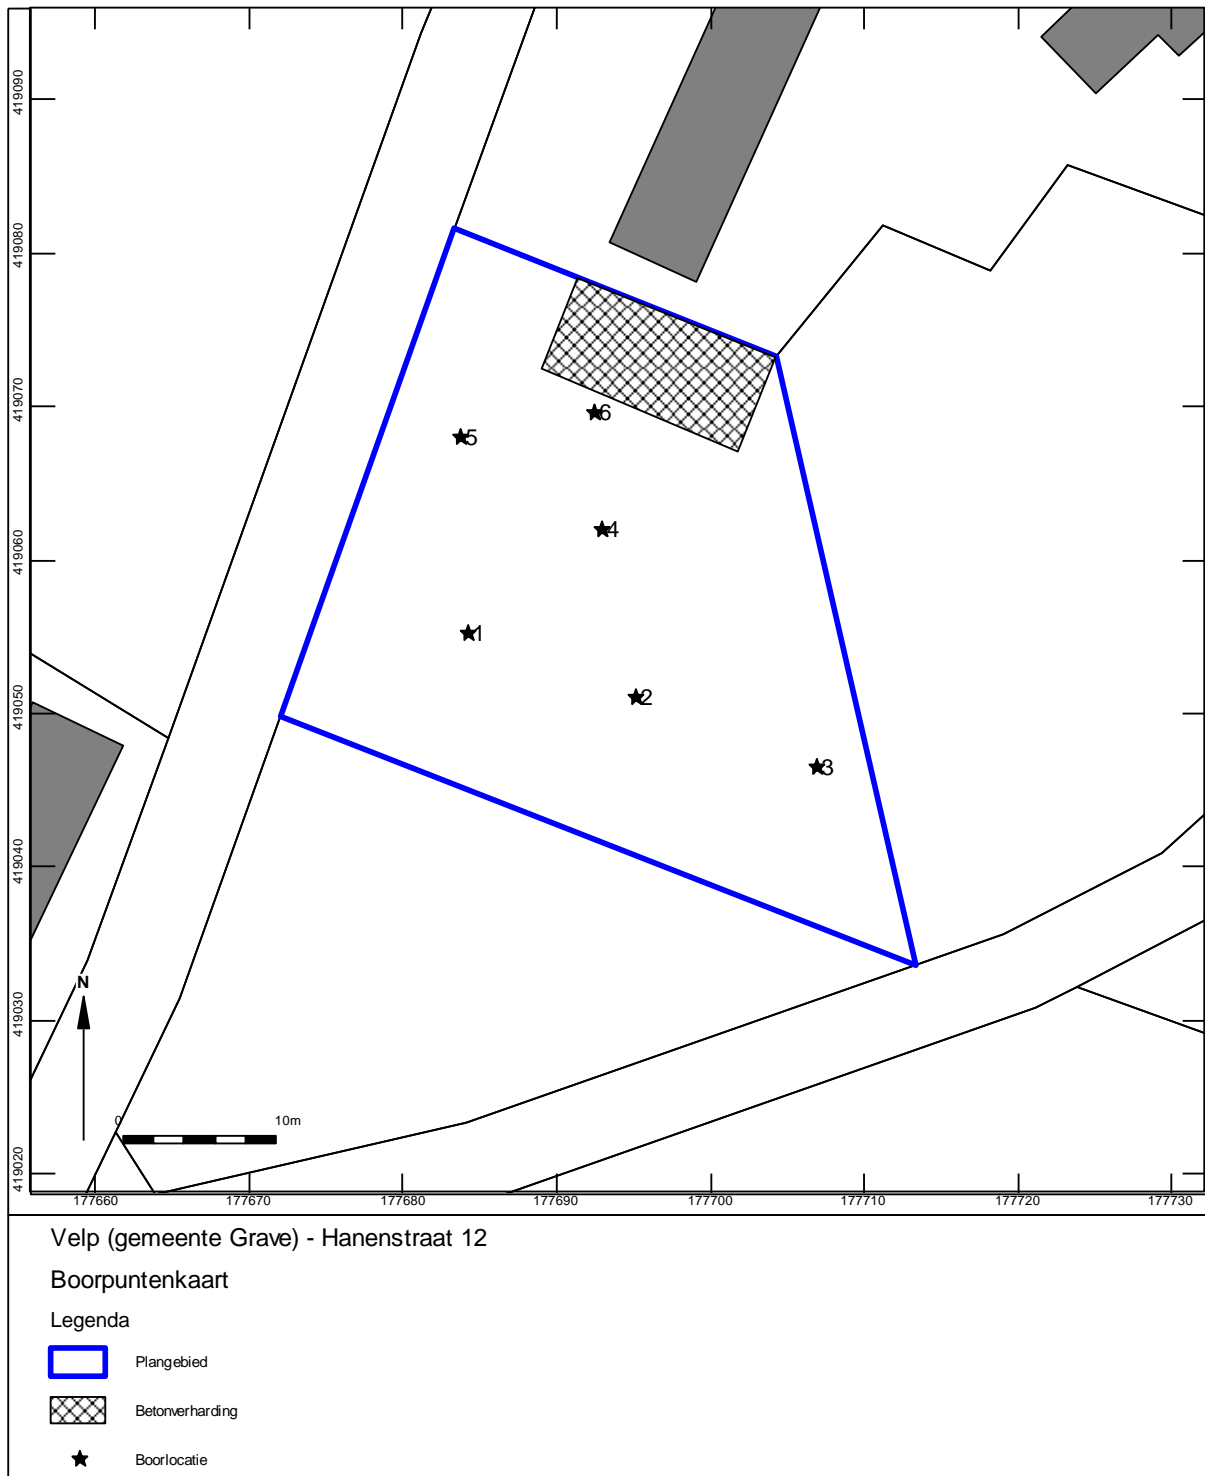 419090
419080
419070
419060
419050
419040
419030
419020
6
5
4
1
2
3
N
0 10m
177660 177670 177680 177690 177700 177710 177720 177730
Velp (gemeente Grave) - Hanenstraat 12
Boorpuntenkaart
Legenda
Plangebied
Betonverharding
Boorlocatie